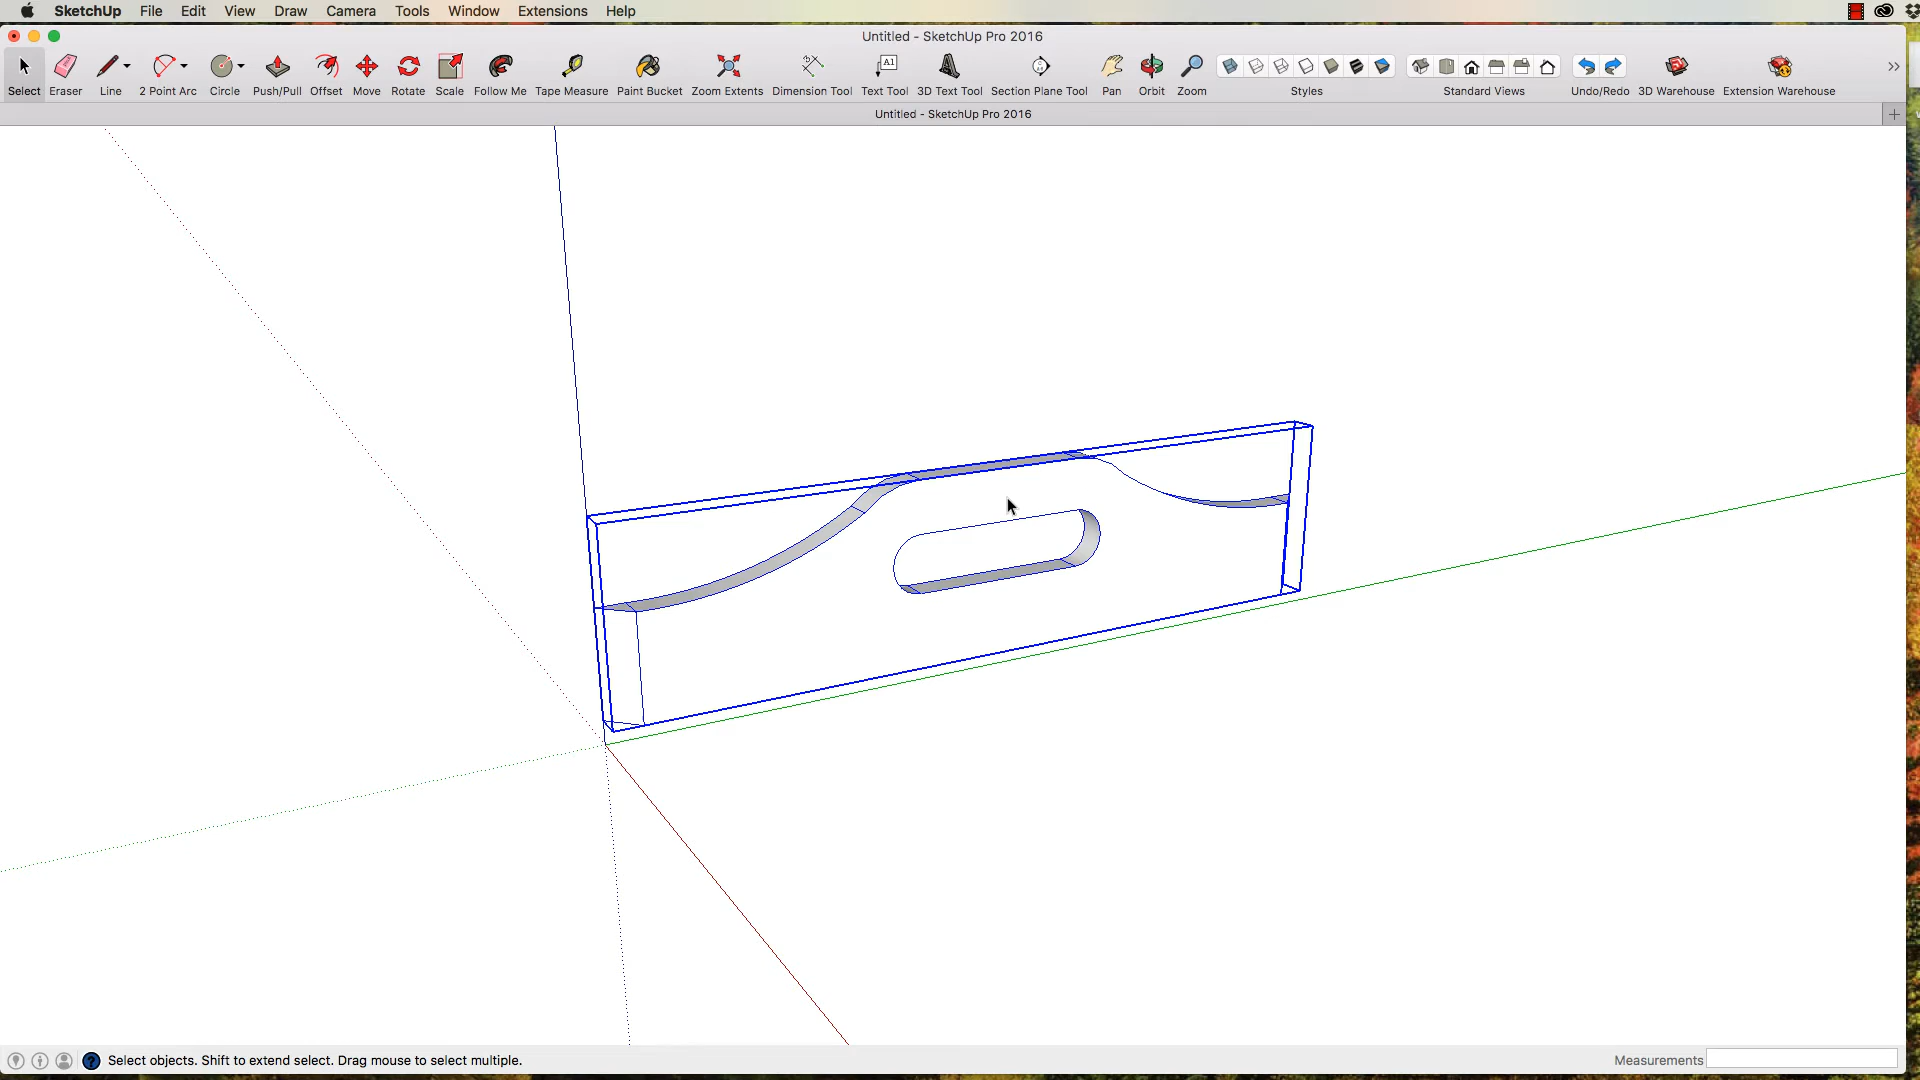 SketchUp File Edit View Draw Camera Tools Window Extensions Help
Untitled - SketchUp Pro 2016
A1
Select Eraser Line 2 Point Arc Circle Push/Pull Offset Move Rotate Scale Follow Me Tape Measure Paint Bucket Zoom Extents Dimension Tool Text Tool 3D Text Tool Section Plane Tool Pan Orbit Zoom Styles Standard Views Undo/Redo 3D Warehouse Extension Warehouse
Untitled - SketchUp Pro 2016
Select objects. Shift to extend select. Drag mouse to select multiple.
Measurements